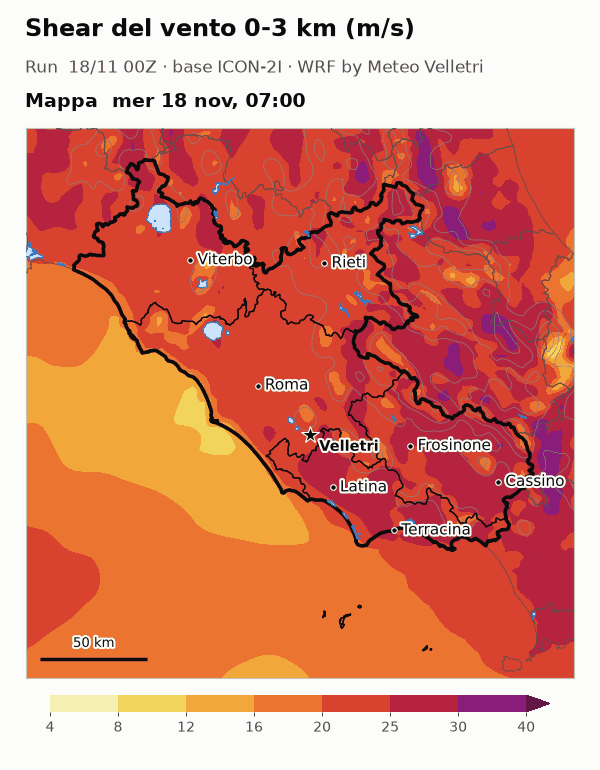 Shear del vento 0-3 km (m/s)
Run  18/11 00Z · base ICON-2I · WRF by Meteo Velletri
Mappa  mer 18 nov, 07:00
Viterbo
Rieti
Roma
Velletri
Frosinone
Cassino
Latina
Terracina
50 km
4 8 12 16 20 25 30 40